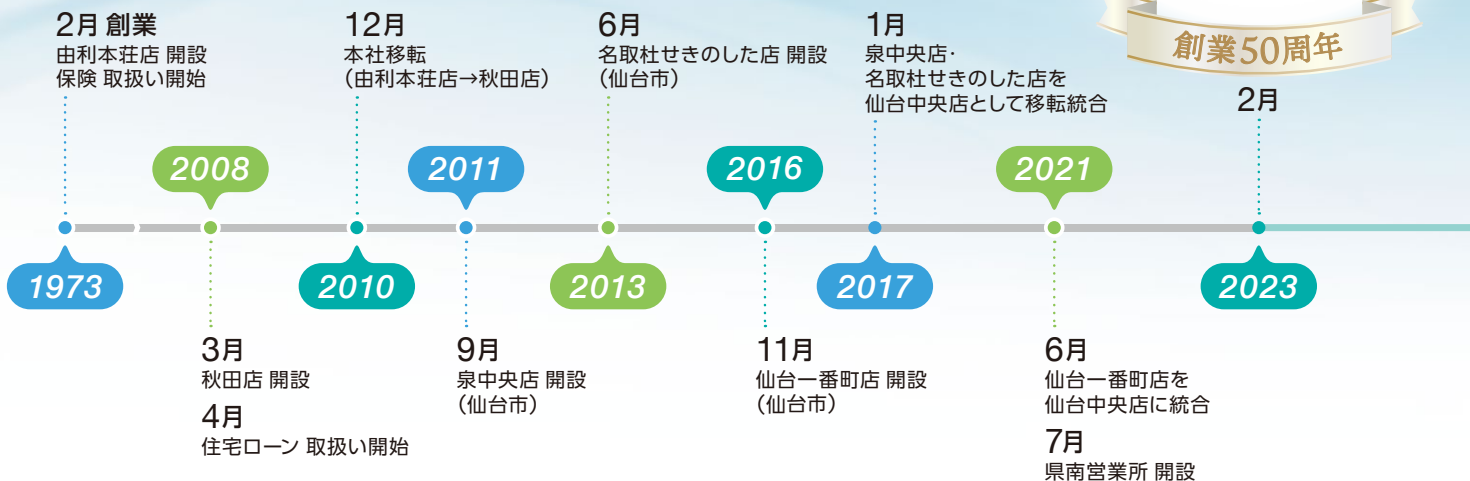 2月 創業
由利本荘店 開設
保険 取扱い開始
1973
2008
3月
秋田店 開設
4月
住宅ローン 取扱い開始
12月
本社移転
(由利本荘店→秋田店)
2010
2011
9月
泉中央店 開設
(仙台市)
6月
名取杜せきのした店 開設
(仙台市)
2013
2016
11月
仙台一番町店 開設
(仙台市)
1月
泉中央店・
名取杜せきのした店を
仙台中央店として移転統合
2017
2021
6月
仙台一番町店を
仙台中央店に統合
7月
県南営業所 開設
創業50周年
2月
2023